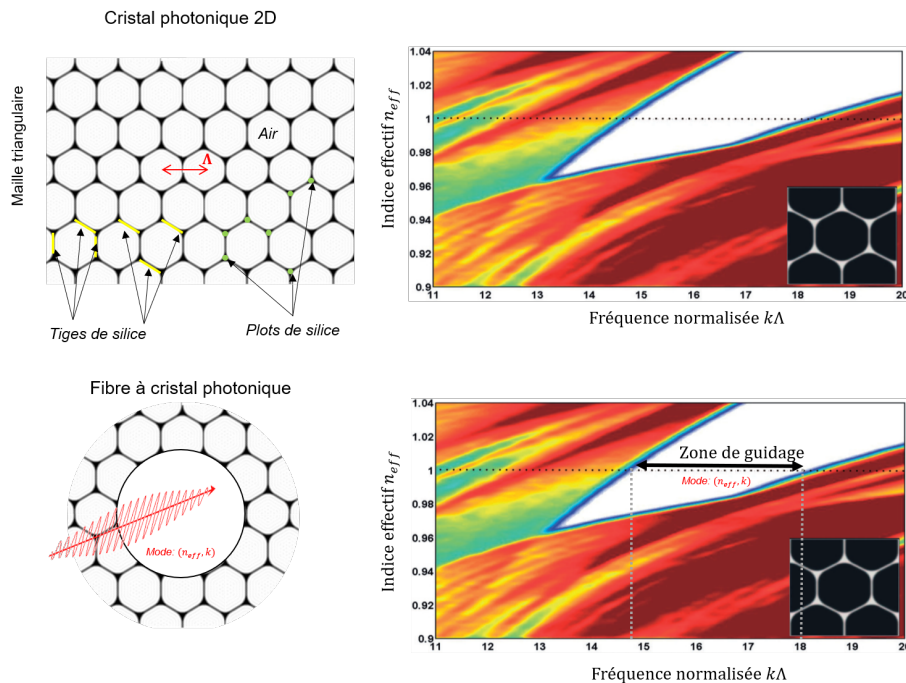 Cristal photonique 2D
Maille triangulaire
Air
Λ
Tiges de silice
Plots de silice
Indice effectif n_eff
1.04
1.02
1
0.98
0.96
0.94
0.92
0.9
11 12 13 14 15 16 17 18 19 20
Fréquence normalisée kΛ
Fibre à cristal photonique
Mode: (n_eff, k)
Indice effectif n_eff
1.04
1.02
1
0.98
0.96
0.94
0.92
0.9
Zone de guidage
Mode: (n_eff, k)
11 12 13 14 15 16 17 18 19 20
Fréquence normalisée kΛ